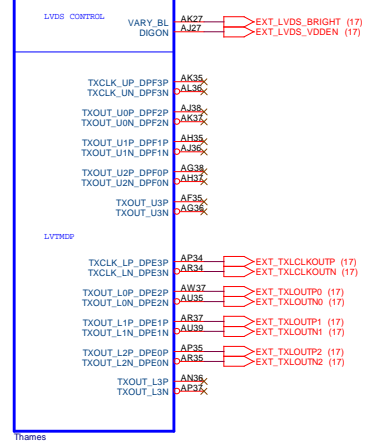 LVDS CONTROL
VARY_BL AK27 EXT_LVDS_BRIGHT (17)
DIGON AJ27 EXT_LVDS_VDDEN (17)
TXCLK_UP_DPF3P AK35
TXCLK_UN_DPF3N AL36
TXOUT_U0P_DPF2P AJ38
TXOUT_U0N_DPF2N AK37
TXOUT_U1P_DPF1P AH35
TXOUT_U1N_DPF1N AJ36
TXOUT_U2P_DPF0P AG38
TXOUT_U2N_DPF0N AH37
TXOUT_U3P AF35
TXOUT_U3N AG36
LVTMDP
TXCLK_LP_DPE3P AP34 EXT_TXLCLKOUTP (17)
TXCLK_LN_DPE3N AR34 EXT_TXLCLKOUTN (17)
TXOUT_L0P_DPE2P AW37 EXT_TXLOUTP0 (17)
TXOUT_L0N_DPE2N AU35 EXT_TXLOUTN0 (17)
TXOUT_L1P_DPE1P AR37 EXT_TXLOUTP1 (17)
TXOUT_L1N_DPE1N AU39 EXT_TXLOUTN1 (17)
TXOUT_L2P_DPE0P AP35 EXT_TXLOUTP2 (17)
TXOUT_L2N_DPE0N AR35 EXT_TXLOUTN2 (17)
TXOUT_L3P AN36
TXOUT_L3N AP37
Thames